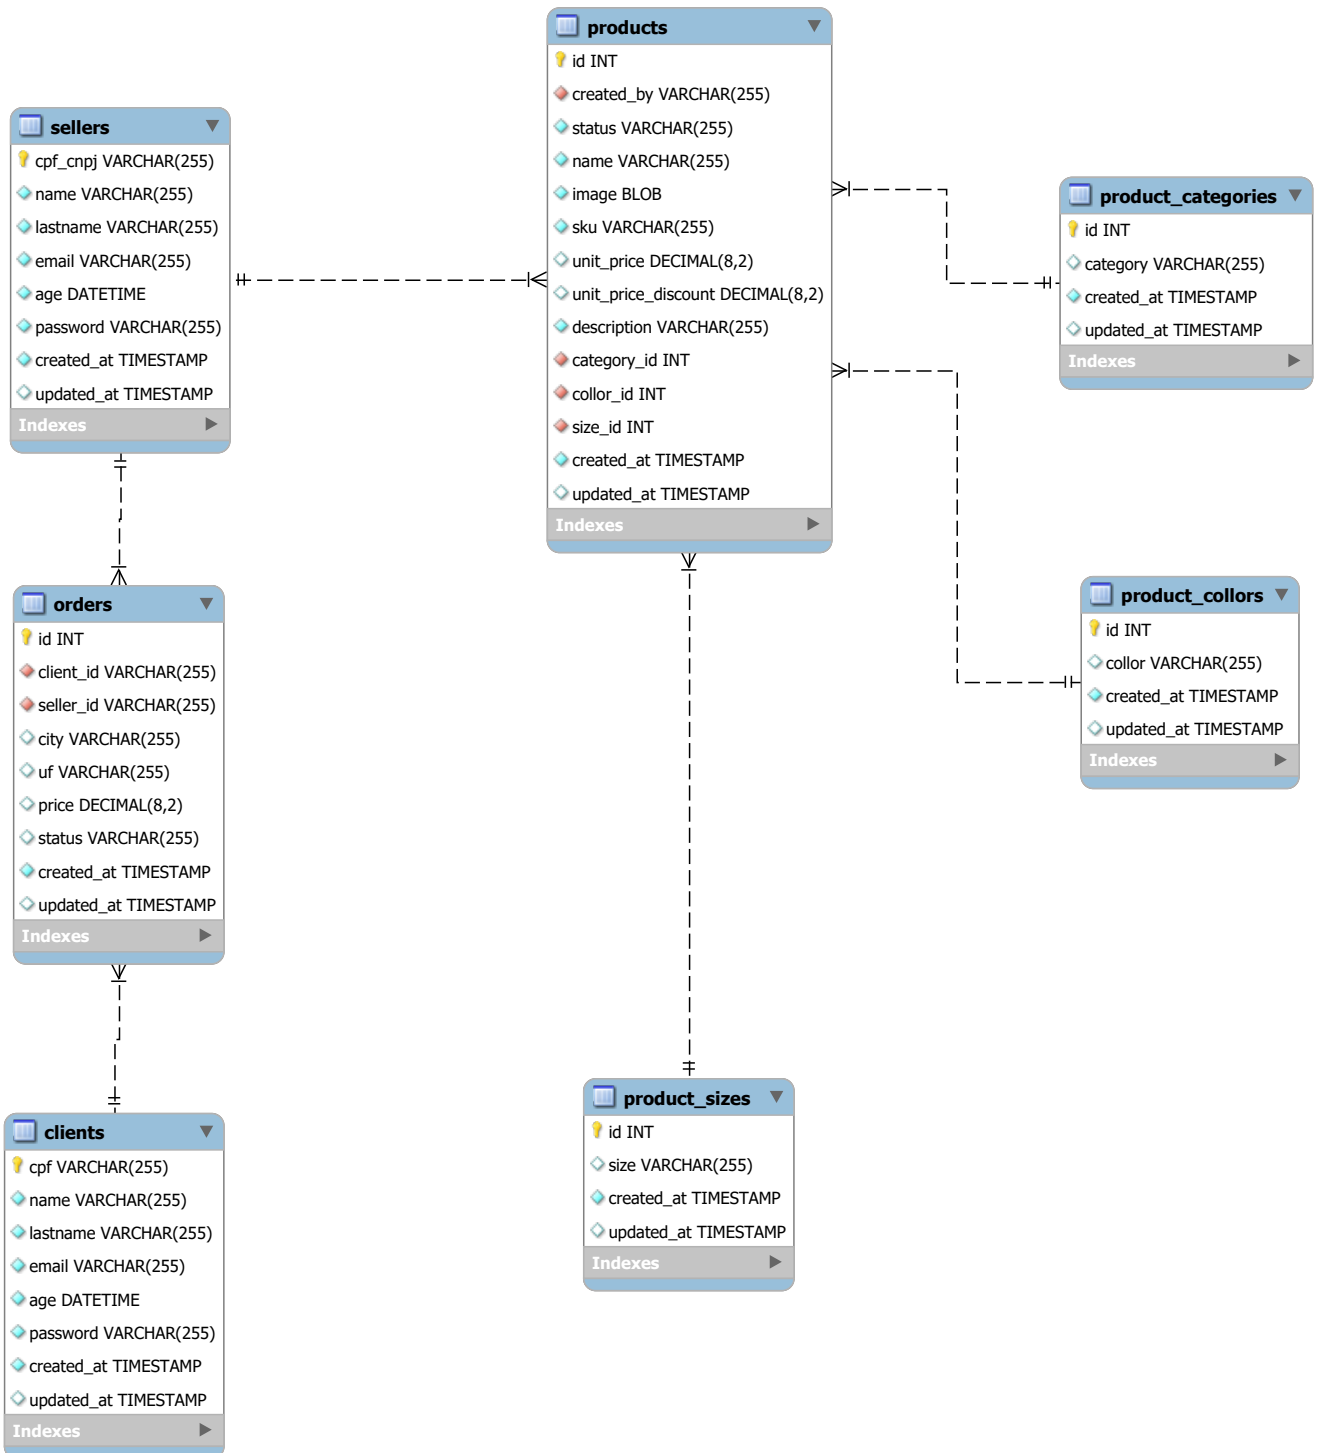 products
id INT
created_by VARCHAR(255)
status VARCHAR(255)
name VARCHAR(255)
image BLOB
sku VARCHAR(255)
unit_price DECIMAL(8,2)
unit_price_discount DECIMAL(8,2)
description VARCHAR(255)
category_id INT
collor_id INT
size_id INT
created_at TIMESTAMP
updated_at TIMESTAMP
Indexes
sellers
cpf_cnpj VARCHAR(255)
name VARCHAR(255)
lastname VARCHAR(255)
email VARCHAR(255)
age DATETIME
password VARCHAR(255)
created_at TIMESTAMP
updated_at TIMESTAMP
Indexes
product_categories
id INT
category VARCHAR(255)
created_at TIMESTAMP
updated_at TIMESTAMP
Indexes
product_collors
id INT
collor VARCHAR(255)
created_at TIMESTAMP
updated_at TIMESTAMP
Indexes
orders
id INT
client_id VARCHAR(255)
seller_id VARCHAR(255)
city VARCHAR(255)
uf VARCHAR(255)
price DECIMAL(8,2)
status VARCHAR(255)
created_at TIMESTAMP
updated_at TIMESTAMP
Indexes
product_sizes
id INT
size VARCHAR(255)
created_at TIMESTAMP
updated_at TIMESTAMP
Indexes
clients
cpf VARCHAR(255)
name VARCHAR(255)
lastname VARCHAR(255)
email VARCHAR(255)
age DATETIME
password VARCHAR(255)
created_at TIMESTAMP
updated_at TIMESTAMP
Indexes